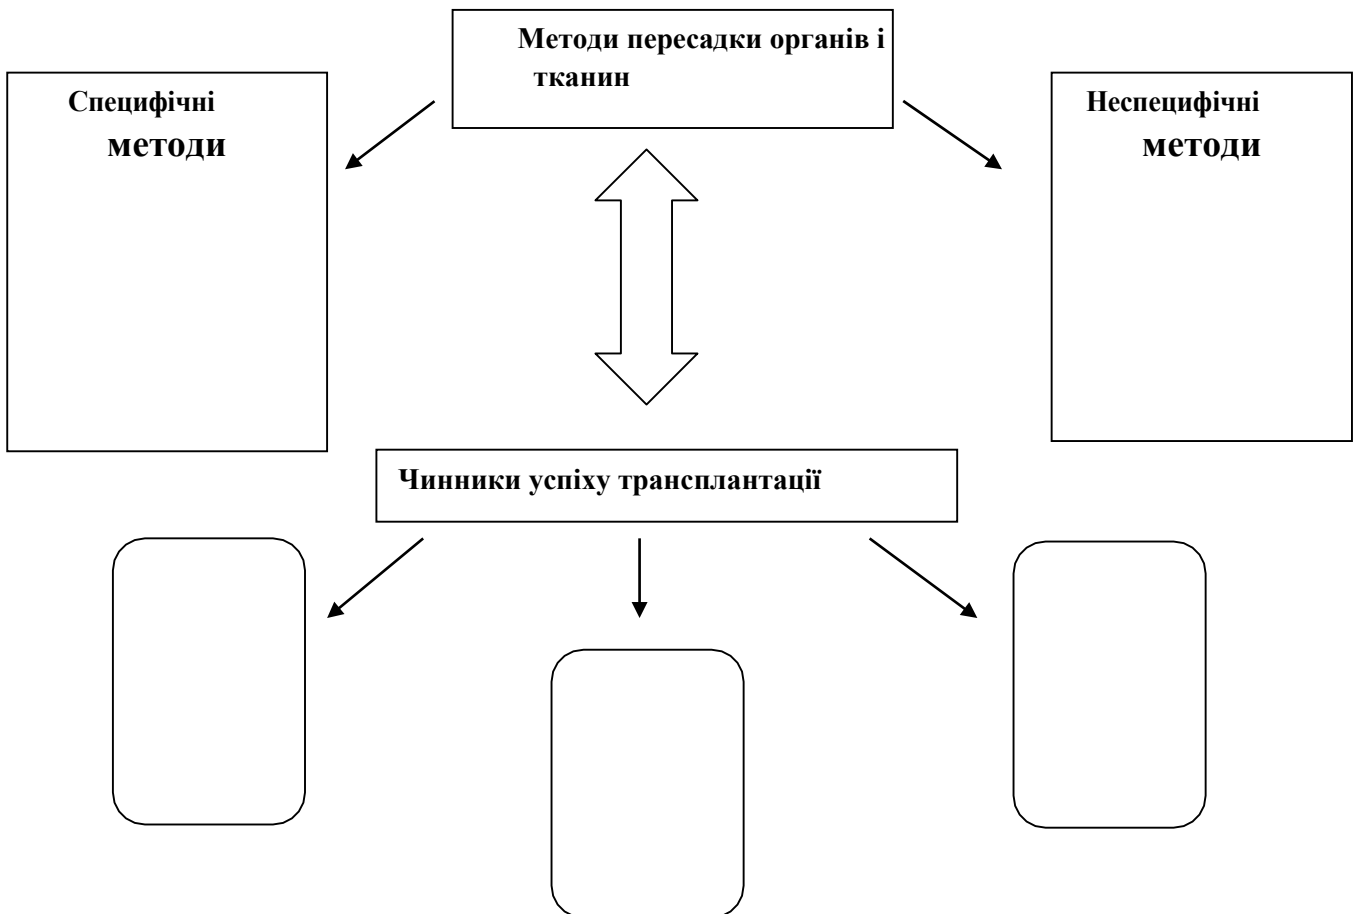 Методи пересадки органів і
тканин
Специфічні
методи
Неспецифічні
методи
Чинники успіху трансплантації